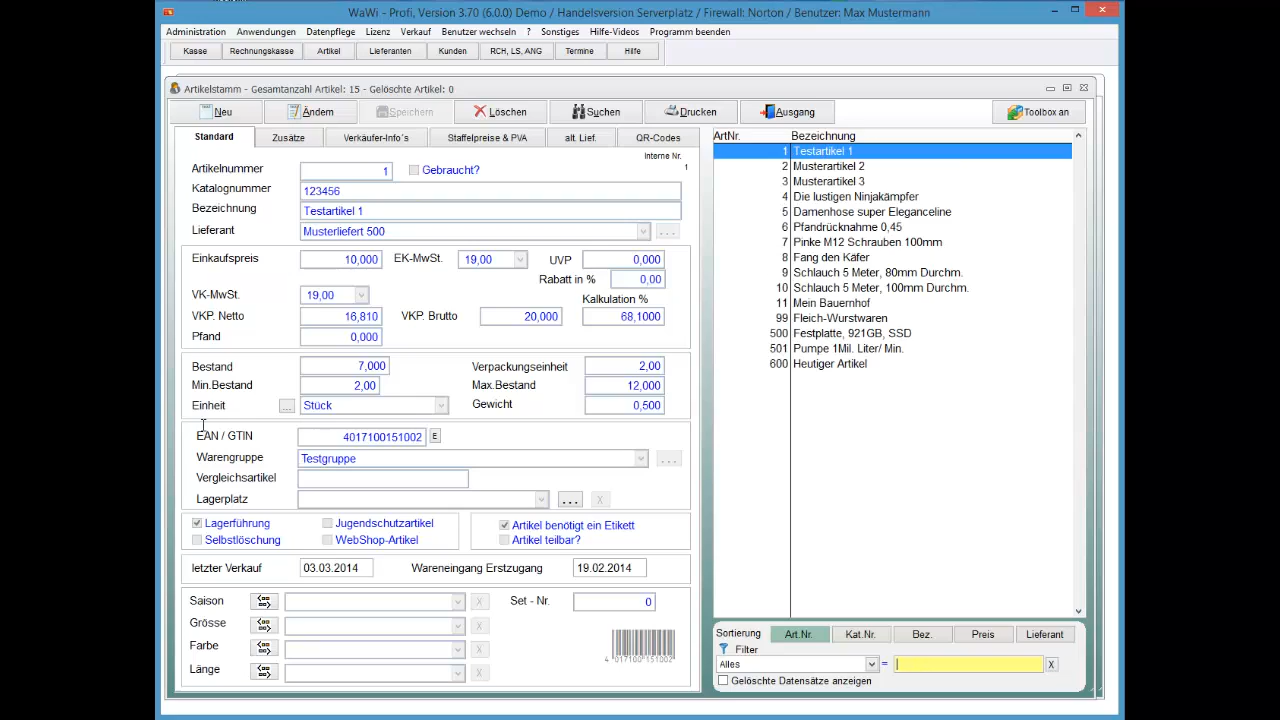 WaWi - Profi, Version 3.70 (6.0.0) Demo / Handelsversion Serverplatz / Firewall: Norton / Benutzer: Max Mustermann
Administration Anwendungen Datenpflege Lizenz Verkauf Benutzer wechseln ? Sonstiges Hilfe-Videos Programm beenden
Kasse Rechnungskasse Artikel Lieferanten Kunden RCH, LS, ANG Termine Hilfe
Artikelstamm - Gesamtanzahl Artikel: 15 - Gelöschte Artikel: 0
Neu Ändern Speichern Löschen Suchen Drucken Ausgang Toolbox an
Standard Zusätze Verkäufer-Info´s Staffelpreise & PVA alt. Lief. QR-Codes
Interne Nr.
1
Artikelnummer 1 Gebraucht?
Katalognummer 123456
Bezeichnung Testartikel 1
Lieferant Musterliefert 500 ...
Einkaufspreis 10,000 EK-MwSt. 19,00 UVP 0,000
Rabatt in % 0,00
VK-MwSt. 19,00 Kalkulation %
VKP. Netto 16,810 VKP. Brutto 20,000 68,1000
Pfand 0,000
Bestand 7,000 Verpackungseinheit 2,00
Min.Bestand 2,00 Max.Bestand 12,000
Einheit ... Stück Gewicht 0,500
EAN / GTIN 4017100151002 E
Warengruppe Testgruppe ...
Vergleichsartikel
Lagerplatz ... X
Lagerführung Jugendschutzartikel Artikel benötigt ein Etikett
Selbstlöschung WebShop-Artikel Artikel teilbar?
letzter Verkauf 03.03.2014 Wareneingang Erstzugang 19.02.2014
Saison X Set - Nr. 0
Grösse X
Farbe X
Länge X
4 017100 151002
ArtNr. Bezeichnung
1 Testartikel 1
2 Musterartikel 2
3 Musterartikel 3
4 Die lustigen Ninjakämpfer
5 Damenhose super Eleganceline
6 Pfandrücknahme 0,45
7 Pinke M12 Schrauben 100mm
8 Fang den Käfer
9 Schlauch 5 Meter, 80mm Durchm.
10 Schlauch 5 Meter, 100mm Durchm.
11 Mein Bauernhof
99 Fleich-Wurstwaren
500 Festplatte, 921GB, SSD
501 Pumpe 1Mil. Liter/ Min.
600 Heutiger Artikel
Sortierung Art.Nr. Kat.Nr. Bez. Preis Lieferant
Filter
Alles = X
Gelöschte Datensätze anzeigen